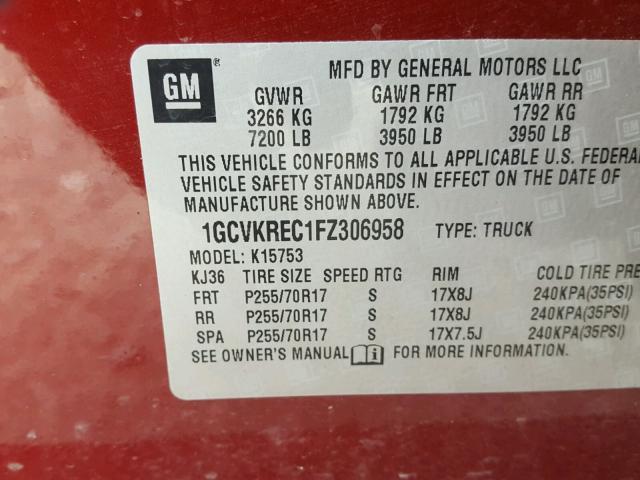 GM ®
MFD BY GENERAL MOTORS LLC
GVWR GAWR FRT GAWR RR
3266 KG 1792 KG 1792 KG
7200 LB 3950 LB 3950 LB
THIS VEHICLE CONFORMS TO ALL APPLICABLE U.S. FEDERAL
VEHICLE SAFETY STANDARDS IN EFFECT ON THE DATE OF
MANUFACTURE SHOWN ABOVE.
1GCVKREC1FZ306958 TYPE: TRUCK
MODEL: K15753
KJ36 TIRE SIZE SPEED RTG RIM COLD TIRE PRE
FRT P255/70R17 S 17X8J 240KPA(35PSI)
RR P255/70R17 S 17X8J 240KPA(35PSI)
SPA P255/70R17 S 17X7.5J 240KPA(35PSI)
SEE OWNER'S MANUAL i FOR MORE INFORMATION.